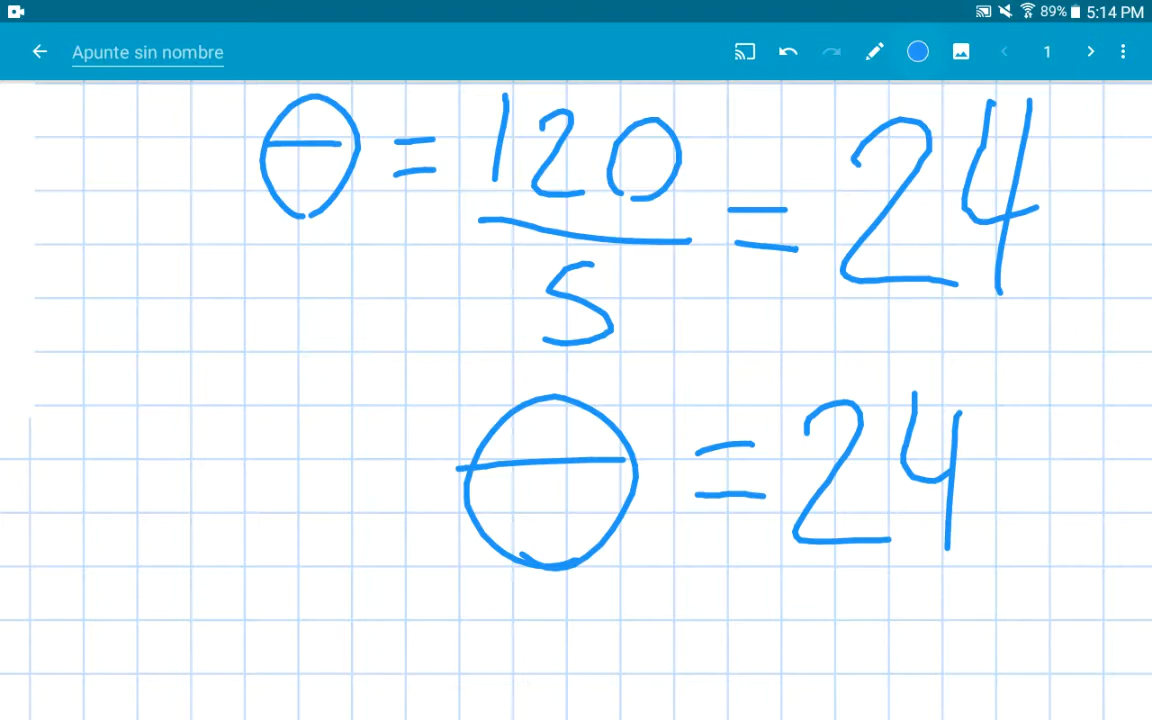 89% 5:14 PM
Apunte sin nombre 1
θ = 120/5 = 24
θ = 24